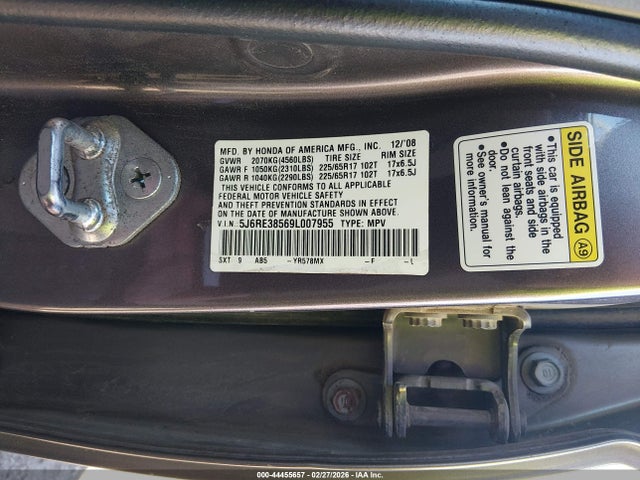 MFD. BY HONDA OF AMERICA MFG., INC. 12/'08
GVWR 2070KG(4560LBS) TIRE SIZE RIM SIZE
GAWR F 1050KG(2310LBS) 225/65R17 102T 17x6.5J
GAWR R 1040KG(2290LBS) 225/65R17 102T 17x6.5J
THIS VEHICLE CONFORMS TO ALL APPLICABLE
FEDERAL MOTOR VEHICLE SAFETY STANDARDS
IN EFFECT ON THE DATE OF MANUFACTURE
SHOWN ABOVE.
V.I.N: 5J6RE38569L007955 TYPE: MPV
SXT 9 AB5 -YR578MX -F -L
SIDE AIRBAG A9
• This car is equipped
with side airbags in the
front seats and side
curtain airbags.
• Do not lean against the
door.
• See owner's manual for
more information.
00-44455657 02/27/2026 - IAA, Inc.